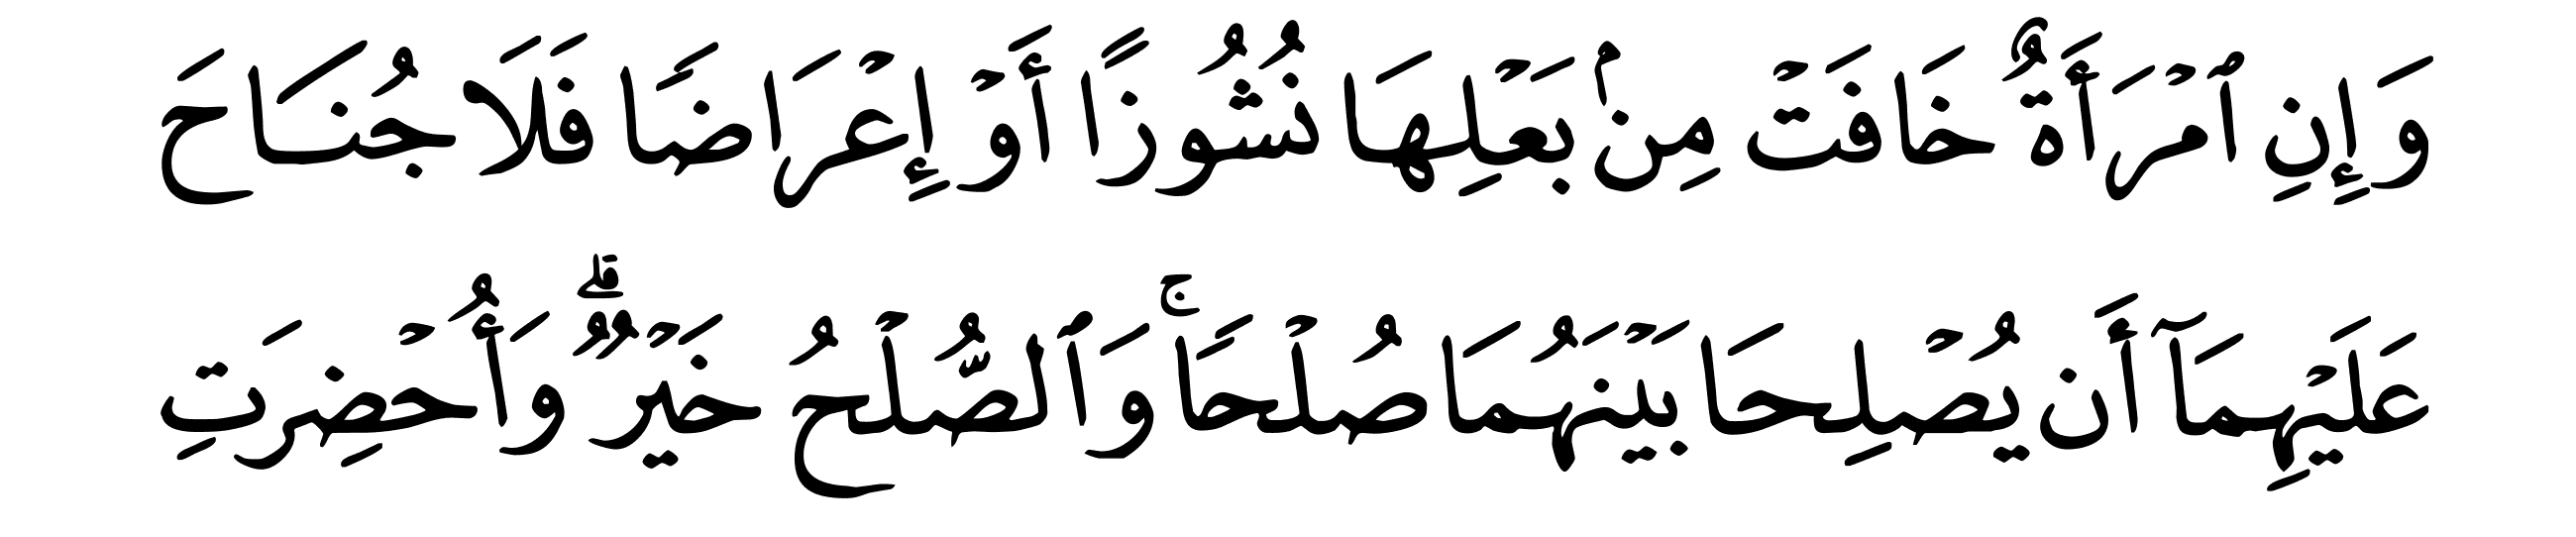 وَإِنِ ٱمْرَأَةٌ خَافَتْ مِنۢ بَعْلِهَا نُشُوزًا أَوْ إِعْرَاضًا فَلَا جُنَاحَ
عَلَيْهِمَآ أَن يُصْلِحَا بَيْنَهُمَا صُلْحًا ۚ وَٱلصُّلْحُ خَيْرٌ ۗ وَأُحْضِرَتِ